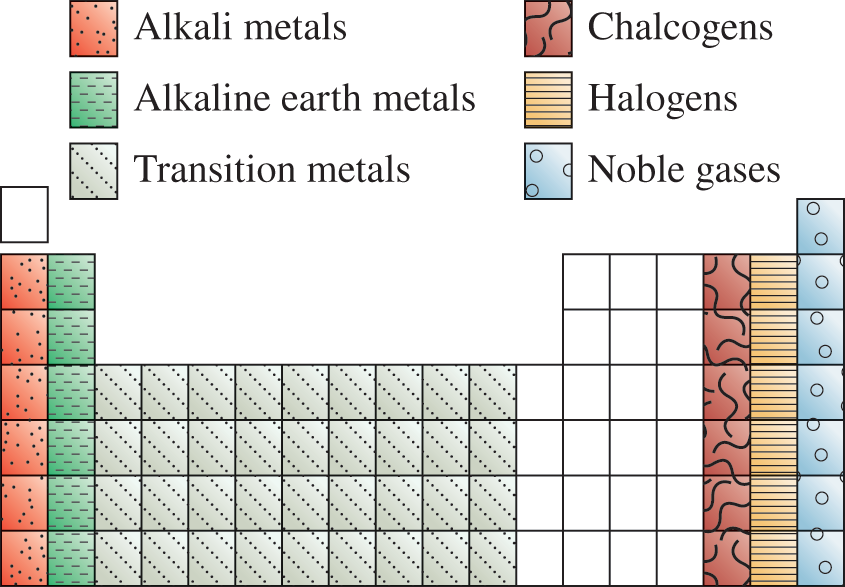 Alkali metals
Alkaline earth metals
Transition metals
Chalcogens
Halogens
Noble gases